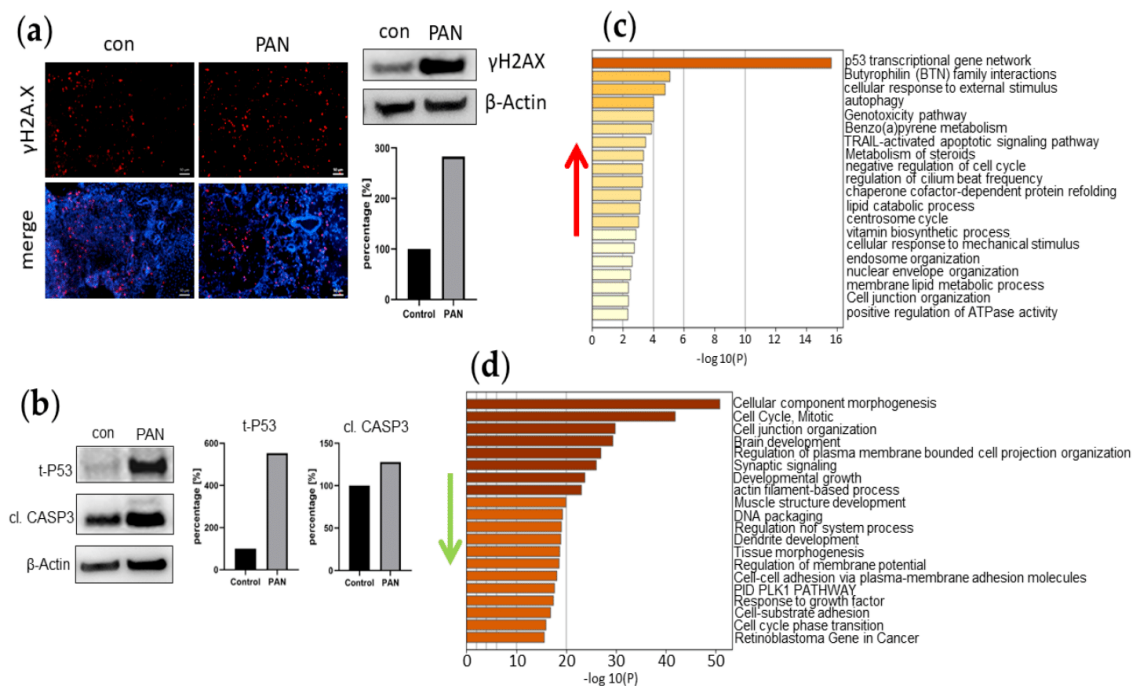 (a)
con
PAN
γH2A.X
merge
con
PAN
γH2AX
β-Actin
percentage [%]
300
200
100
0
Control
PAN
(c)
p53 transcriptional gene network
Butyrophilin (BTN) family interactions
cellular response to external stimulus
autophagy
Genotoxicity pathway
Benzo(a)pyrene metabolism
TRAIL-activated apoptotic signaling pathway
Metabolism of steroids
negative regulation of cell cycle
regulation of cilium beat frequency
chaperone cofactor-dependent protein refolding
lipid catabolic process
centrosome cycle
vitamin biosynthetic process
cellular response to mechanical stimulus
endosome organization
nuclear envelope organization
membrane lipid metabolic process
Cell junction organization
positive regulation of ATPase activity
0 2 4 6 8 10 12 14 16
-log 10(P)
(b)
con
PAN
t-P53
cl. CASP3
β-Actin
t-P53
percentage [%]
600
400
200
0
Control
PAN
cl. CASP3
percentage [%]
150
100
50
0
Control
PAN
(d)
Cellular component morphogenesis
Cell Cycle, Mitotic
Cell junction organization
Brain development
Regulation of plasma membrane bounded cell projection organization
Synaptic signaling
Developmental growth
actin filament-based process
Muscle structure development
DNA packaging
Regulation nof system process
Dendrite development
Tissue morphogenesis
Regulation of membrane potential
Cell-cell adhesion via plasma-membrane adhesion molecules
PID PLK1 PATHWAY
Response to growth factor
Cell-substrate adhesion
Cell cycle phase transition
Retinoblastoma Gene in Cancer
0 10 20 30 40 50
-log 10(P)